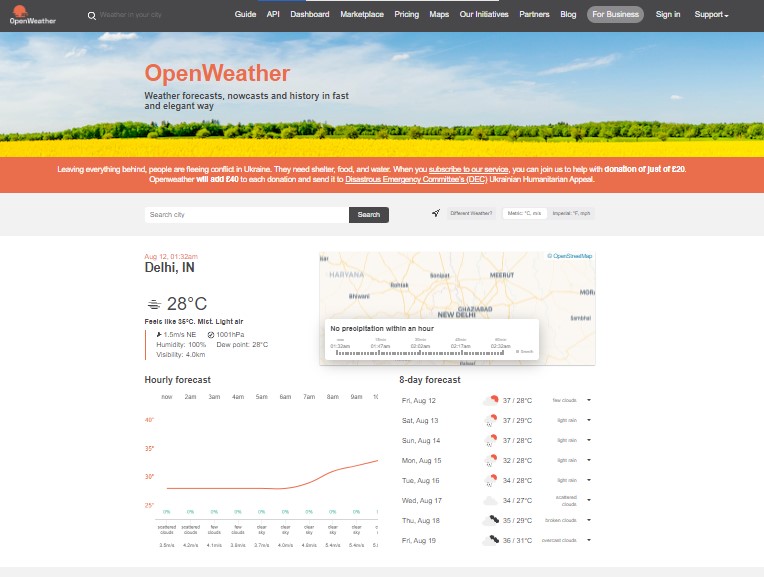 OpenWeather
Weather in your city
Guide API Dashboard Marketplace Pricing Maps Our Initiatives Partners Blog For Business Sign in Support
OpenWeather
Weather forecasts, nowcasts and history in fast
and elegant way
Leaving everything behind, people are fleeing conflict in Ukraine. They need shelter, food, and water. When you subscribe to our service, you can join us to help with donation of just of £20.
Openweather will add £40 to each donation and send it to Disastrous Emergency Committee's (DEC) Ukrainian Humanitarian Appeal.
Search city Search Different Weather? Metric: °C, m/s Imperial: °F, mph
Aug 12, 01:32am
Delhi, IN
28°C
Feels like 35°C. Mist. Light air
1.5m/s NE 1001hPa
Humidity: 100% Dew point: 28°C
Visibility: 4.0km
© OpenStreetMap
HARYANA
Sonipat
MEERUT
Rohtak
Bhiwani
MOR
GHAZIABAD
NEW DELHI
Sambhal
No precipitation within an hour
now 15min 30min 45min 60min
01:32am 01:47am 02:02am 02:17am 02:32am
Hourly forecast
now 2am 3am 4am 5am 6am 7am 8am 9am 1(
40°
35°
30°
25°
0% 0% 0% 0% 0% 0% 0% 0% 0%
scattered clouds scattered clouds few clouds few clouds clear sky clear sky clear sky clear sky clear sky
3.5m/s 4.2m/s 4.1m/s 3.8m/s 3.7m/s 4.0m/s 4.8m/s 5.4m/s 5.4m/s
8-day forecast
Fri, Aug 12 37 / 28°C few clouds
Sat, Aug 13 37 / 29°C light rain
Sun, Aug 14 37 / 28°C light rain
Mon, Aug 15 32 / 28°C light rain
Tue, Aug 16 34 / 28°C light rain
Wed, Aug 17 34 / 27°C scattered clouds
Thu, Aug 18 35 / 29°C broken clouds
Fri, Aug 19 36 / 31°C overcast clouds